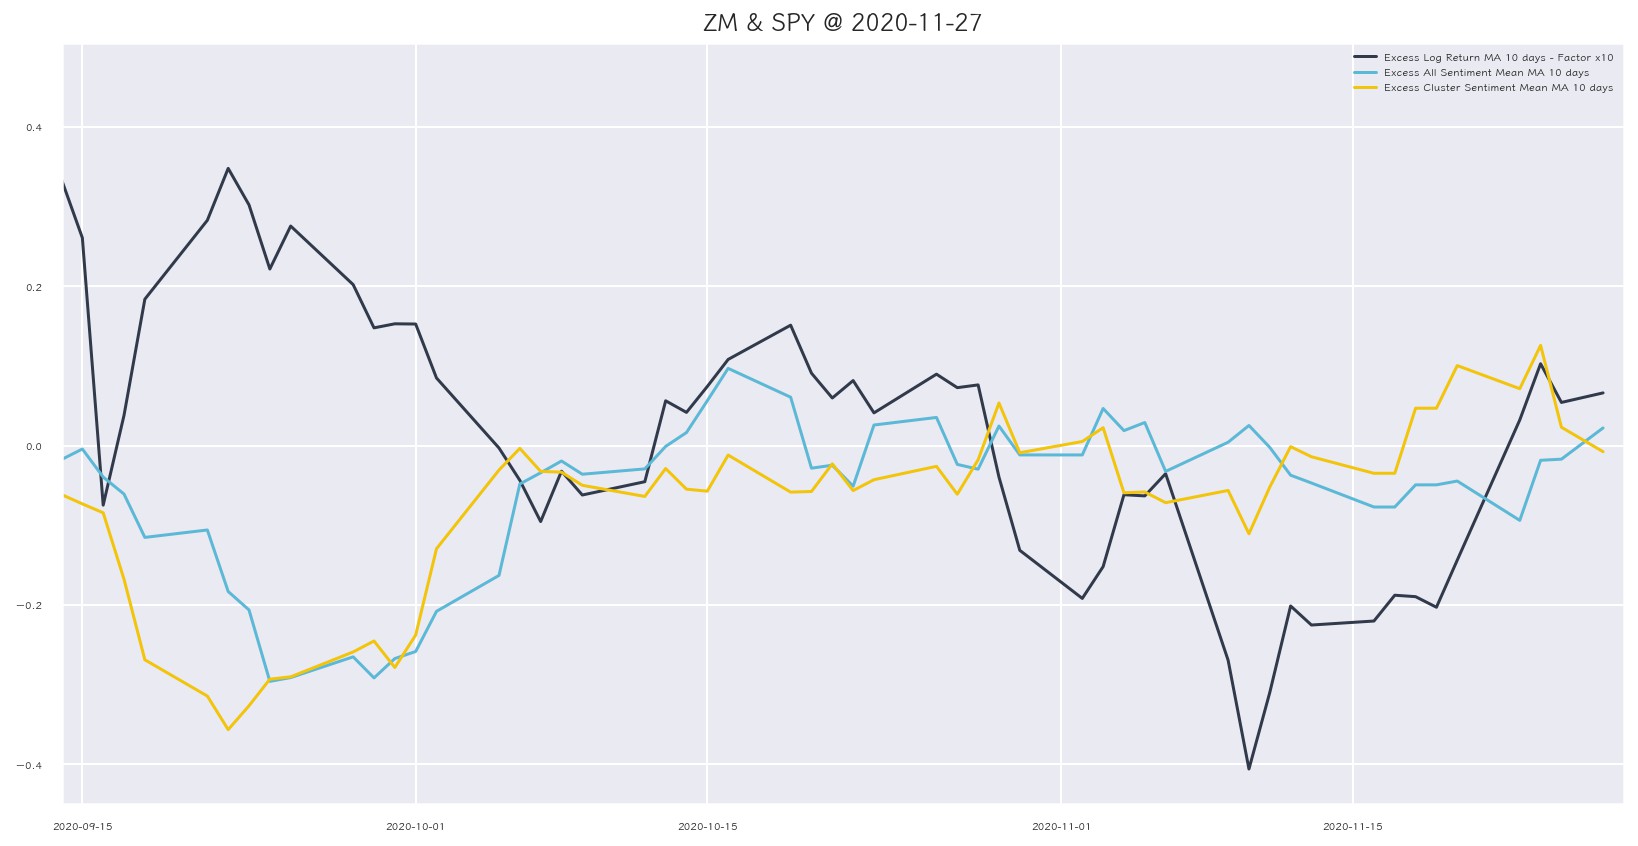 ZM & SPY @ 2020-11-27
Excess Log Return MA 10 days - Factor x10
Excess All Sentiment Mean MA 10 days
Excess Cluster Sentiment Mean MA 10 days
0.4
0.2
0.0
−0.2
−0.4
2020-09-15
2020-10-01
2020-10-15
2020-11-01
2020-11-15